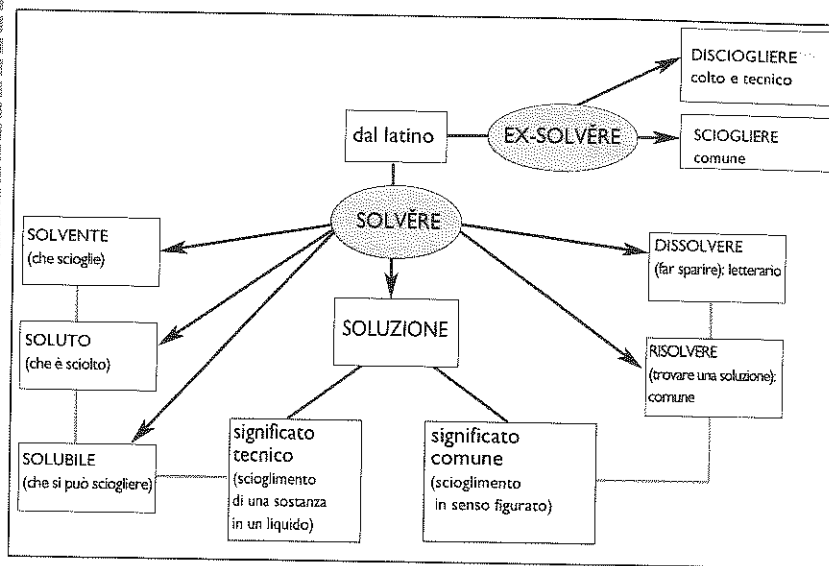 DISCIOGLIERE
colto e tecnico
dal latino
EX-SOLVĔRE
SCIOGLIERE
comune
SOLVĔRE
SOLVENTE
(che scioglie)
DISSOLVERE
(far sparire): letterario
SOLUZIONE
SOLUTO
(che è sciolto)
RISOLVERE
(trovare una soluzione):
comune
SOLUBILE
(che si può sciogliere)
significato
tecnico
(scioglimento
di una sostanza
in un liquido)
significato
comune
(scioglimento
in senso figurato)